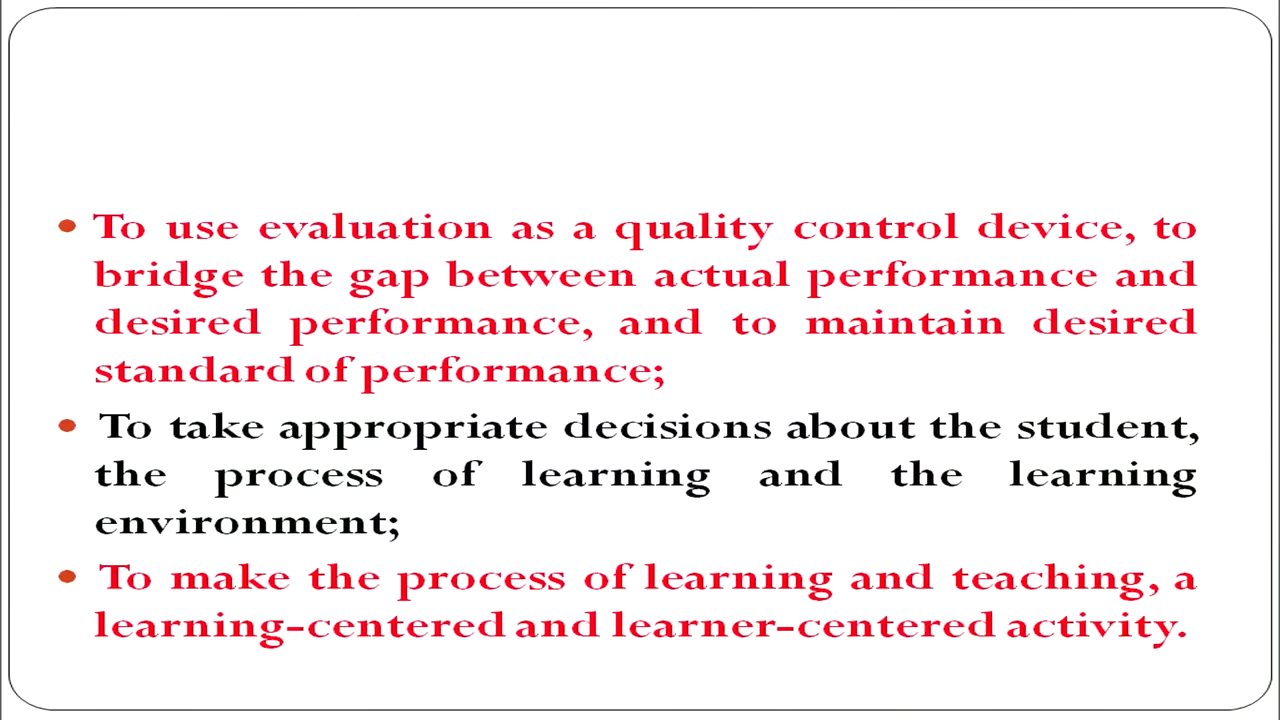 • To use evaluation as a quality control device, to
bridge the gap between actual performance and
desired performance, and to maintain desired
standard of performance;
• To take appropriate decisions about the student,
the process of learning and the learning
environment;
• To make the process of learning and teaching, a
learning-centered and learner-centered activity.